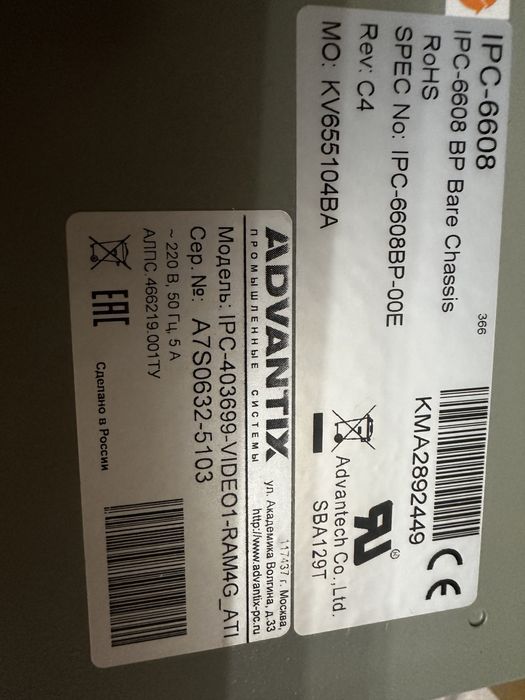 IPC-6608
IPC-6608 BP Bare Chassis
RoHS
SPEC No: IPC-6608BP-00E
Rev: C4
MO: KV655104BA
366
KMA2892449
CE
Advantech Co.,Ltd.
SBA129T
ADVANTIX
ПРОМЫШЛЕННЫЕ СИСТЕМЫ
117437 г. Москва,
ул. Академика Волгина, д.33
http://www.advantix-pc.ru
Модель: IPC-403699-VIDEO1-RAM4G_ATI
Сер. №: A7S0632-5103
~ 220 В, 50 Гц, 5 А
АЛПС.466219.001ТУ
EAC
Сделано в России